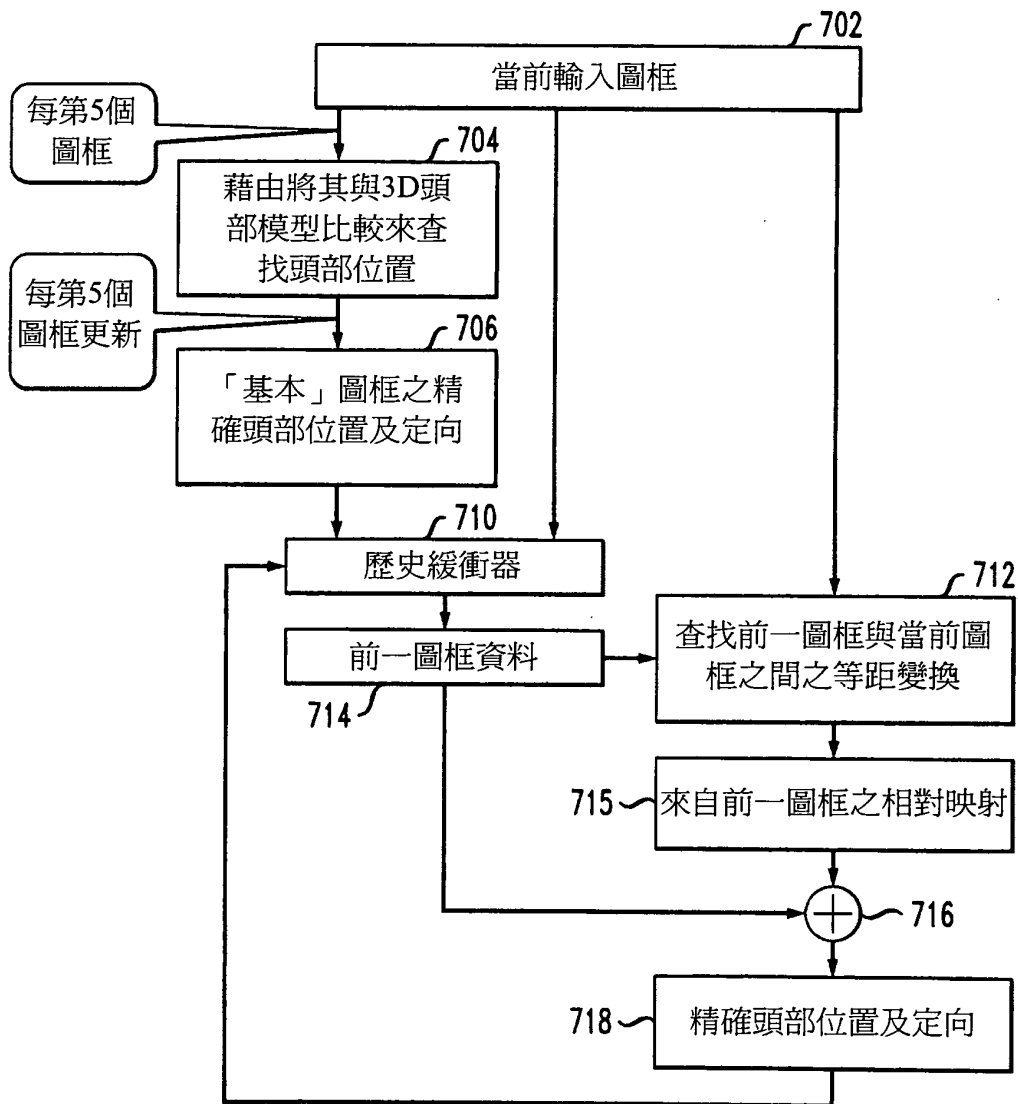 702
當前輸入圖框
每第5個
圖框
704
藉由將其與3D頭
部模型比較來查
找頭部位置
每第5個
圖框更新
706
「基本」圖框之精
確頭部位置及定向
710
歷史緩衝器
712
查找前一圖框與當前圖
框之間之等距變換
前一圖框資料
714
715
來自前一圖框之相對映射
716
718
精確頭部位置及定向